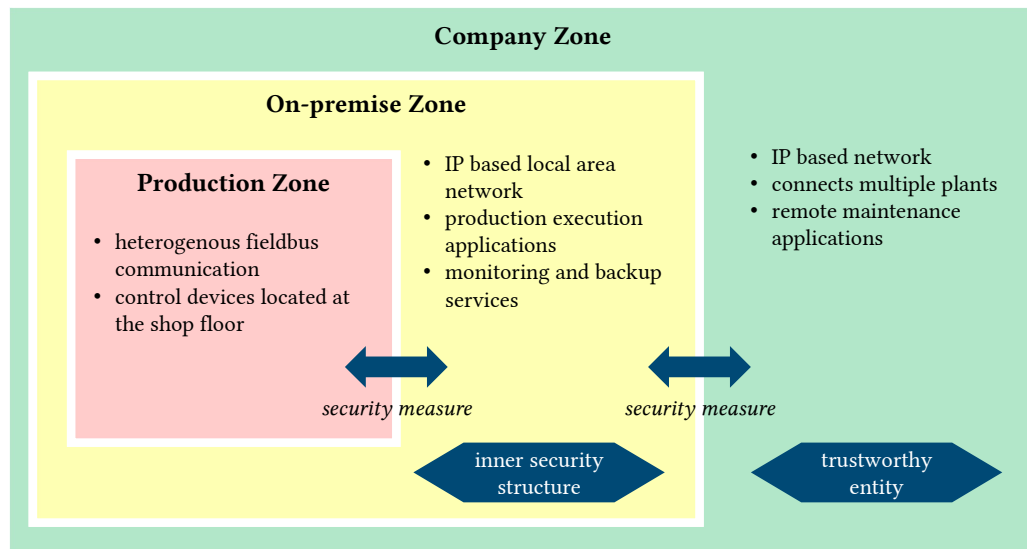 Company Zone
On-premise Zone
Production Zone
• heterogenous fieldbus
communication
• control devices located at
the shop floor
• IP based local area
network
• production execution
applications
• monitoring and backup
services
• IP based network
• connects multiple plants
• remote maintenance
applications
security measure
security measure
inner security
structure
trustworthy
entity